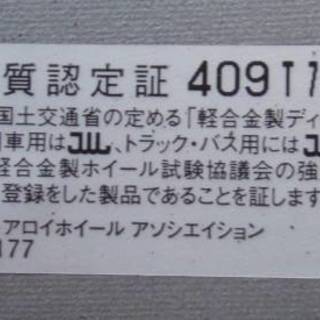 質認定証 409
国土交通省の定める「軽合金製ディ
車用はJWL、トラック・バス用には
軽合金製ホイール試験協議会の強
登録をした製品であることを証します
アロイホイール アソシエイション
177